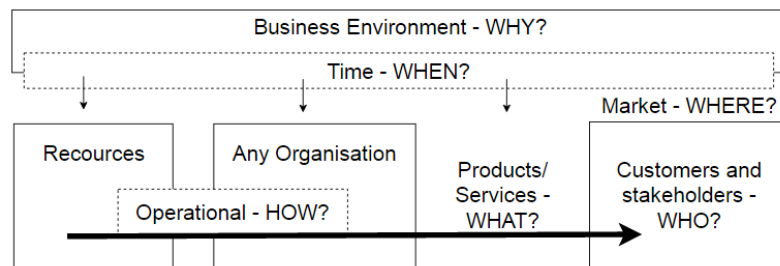 Business Environment - WHY?
Time - WHEN?
Market - WHERE?
Recources
Any Organisation
Products/
Services -
WHAT?
Customers and
stakeholders -
WHO?
Operational - HOW?